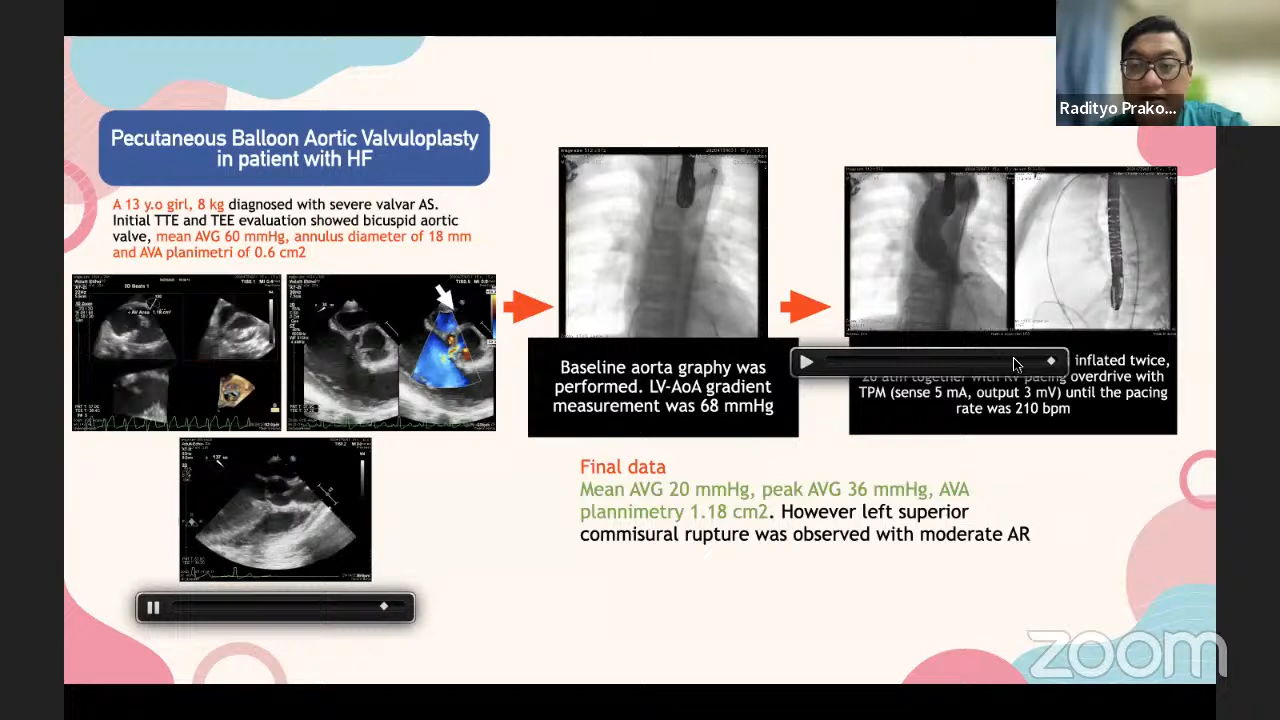 Radityo Prako...
Pecutaneous Balloon Aortic Valvuloplasty
in patient with HF
A 13 y.o girl, 8 kg diagnosed with severe valvar AS.
Initial TTE and TEE evaluation showed bicuspid aortic
valve, mean AVG 60 mmHg, annulus diameter of 18 mm
and AVA planimetri of 0.6 cm2
Baseline aorta graphy was
performed. LV-AoA gradient
measurement was 68 mmHg
inflated twice,
together with RV pacing overdrive with
TPM (sense 5 mA, output 3 mV) until the pacing
rate was 210 bpm
Final data
Mean AVG 20 mmHg, peak AVG 36 mmHg, AVA
plannimetry 1.18 cm2. However left superior
commisural rupture was observed with moderate AR
zoom